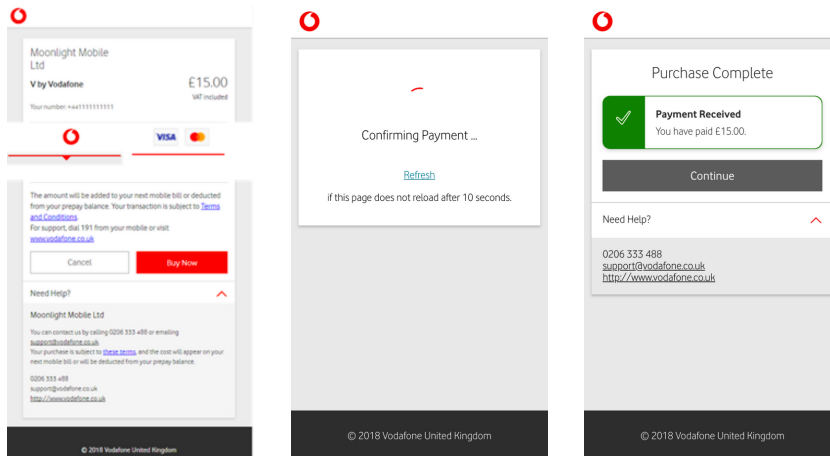 Moonlight Mobile
Ltd
V by Vodafone
£15.00
VAT included
Your number: +441111111111
VISA
The amount will be added to your next mobile bill or deducted
from your prepay balance. Your transaction is subject to Terms
and Conditions.
For support, dial 191 from your mobile or visit
www.vodafone.co.uk
Cancel
Buy Now
Need Help?
Moonlight Mobile Ltd
You can contact us by calling 0206 333 488 or emailing
support@vodafone.co.uk
Your purchase is subject to these terms, and the cost will appear on your
next mobile bill or will be deducted from your prepay balance.
0206 333 488
support@vodafone.co.uk
http://www.vodafone.co.uk
© 2018 Vodafone United Kingdom
Confirming Payment ...
Refresh
if this page does not reload after 10 seconds.
© 2018 Vodafone United Kingdom
Purchase Complete
Payment Received
You have paid £15.00.
Continue
Need Help?
0206 333 488
support@vodafone.co.uk
http://www.vodafone.co.uk
© 2018 Vodafone United Kingdom